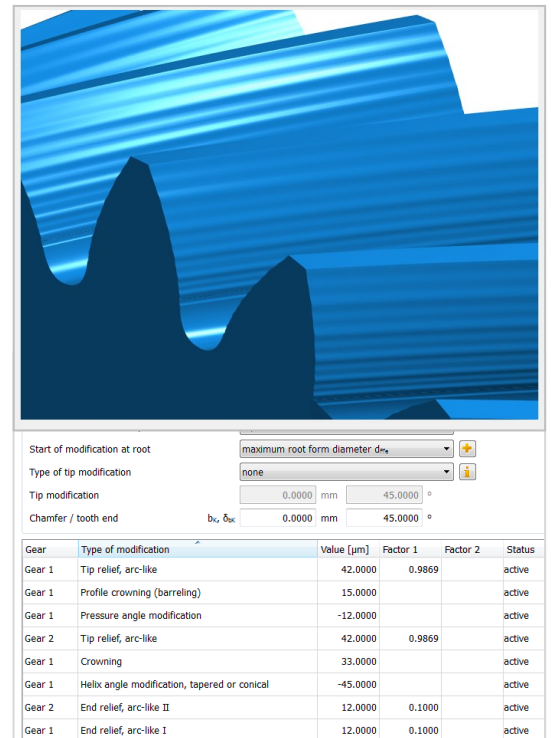 Start of modification at root maximum root form diameter
Type of tip modification none
Tip modification 0.0000 mm 45.0000 °
Chamfer / tooth end bK, δbK 0.0000 mm 45.0000 °
Gear Type of modification Value [µm] Factor 1 Factor 2 Status
Gear 1 Tip relief, arc-like 42.0000 0.9869 active
Gear 1 Profile crowning (barreling) 15.0000 active
Gear 1 Pressure angle modification -12.0000 active
Gear 2 Tip relief, arc-like 42.0000 0.9869 active
Gear 1 Crowning 33.0000 active
Gear 1 Helix angle modification, tapered or conical -45.0000 active
Gear 2 End relief, arc-like II 12.0000 0.1000 active
Gear 1 End relief, arc-like I 12.0000 0.1000 active